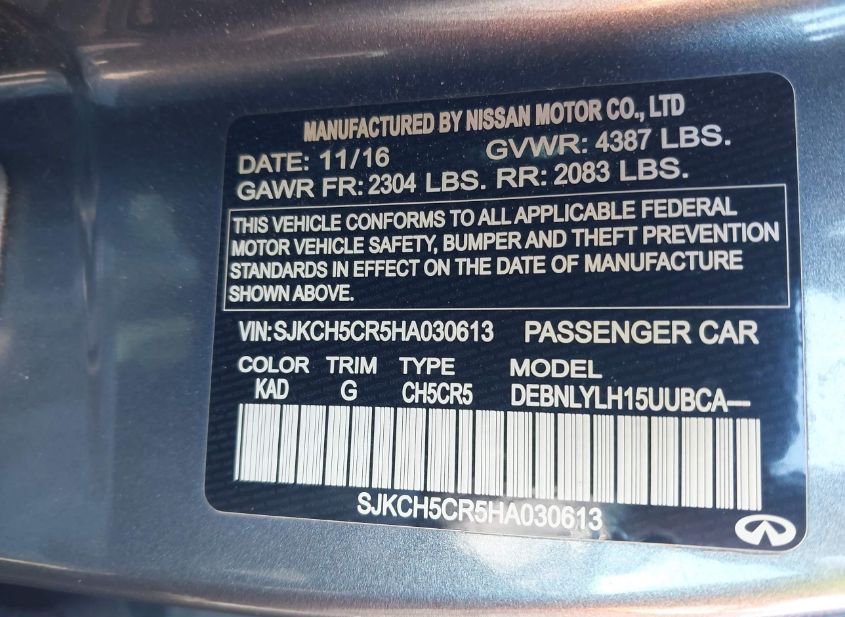 MANUFACTURED BY NISSAN MOTOR CO., LTD
DATE: 11/16 GVWR: 4387 LBS.
GAWR FR: 2304 LBS. RR: 2083 LBS.
THIS VEHICLE CONFORMS TO ALL APPLICABLE FEDERAL
MOTOR VEHICLE SAFETY, BUMPER AND THEFT PREVENTION
STANDARDS IN EFFECT ON THE DATE OF MANUFACTURE
SHOWN ABOVE.
VIN: SJKCH5CR5HA030613 PASSENGER CAR
COLOR TRIM TYPE MODEL
KAD G CH5CR5 DEBNLYLH15UUBCA---
SJKCH5CR5HA030613